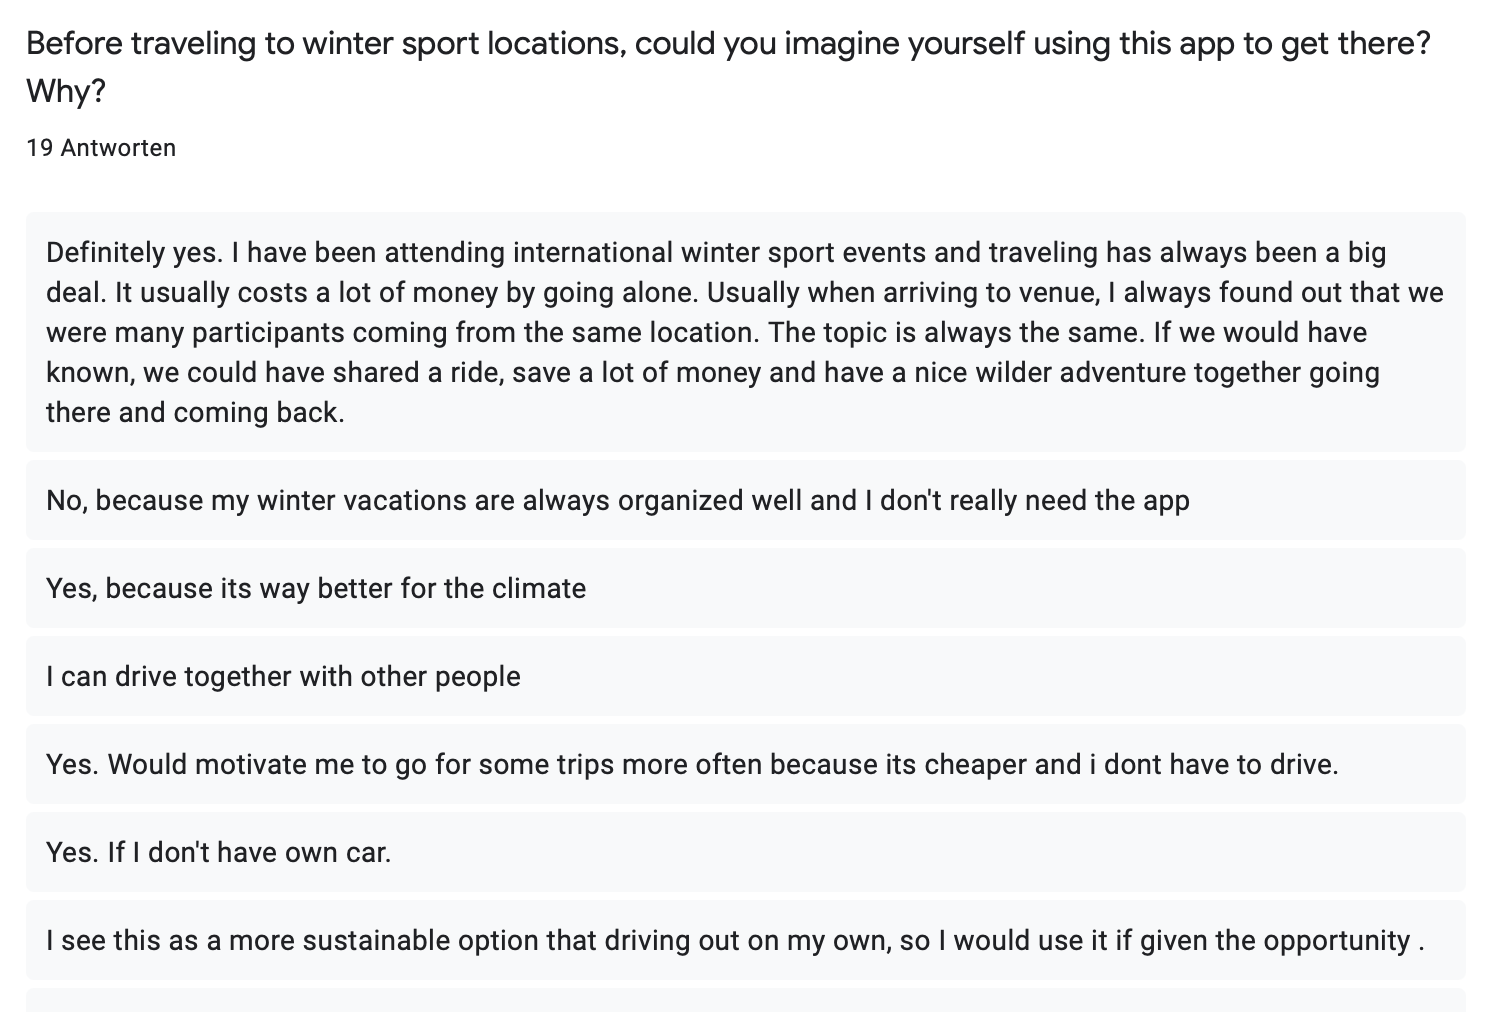 Before traveling to winter sport locations, could you imagine yourself using this app to get there?
Why?
19 Antworten
Definitely yes. I have been attending international winter sport events and traveling has always been a big
deal. It usually costs a lot of money by going alone. Usually when arriving to venue, I always found out that we
were many participants coming from the same location. The topic is always the same. If we would have
known, we could have shared a ride, save a lot of money and have a nice wilder adventure together going
there and coming back.
No, because my winter vacations are always organized well and I don't really need the app
Yes, because its way better for the climate
I can drive together with other people
Yes. Would motivate me to go for some trips more often because its cheaper and i dont have to drive.
Yes. If I don't have own car.
I see this as a more sustainable option that driving out on my own, so I would use it if given the opportunity .